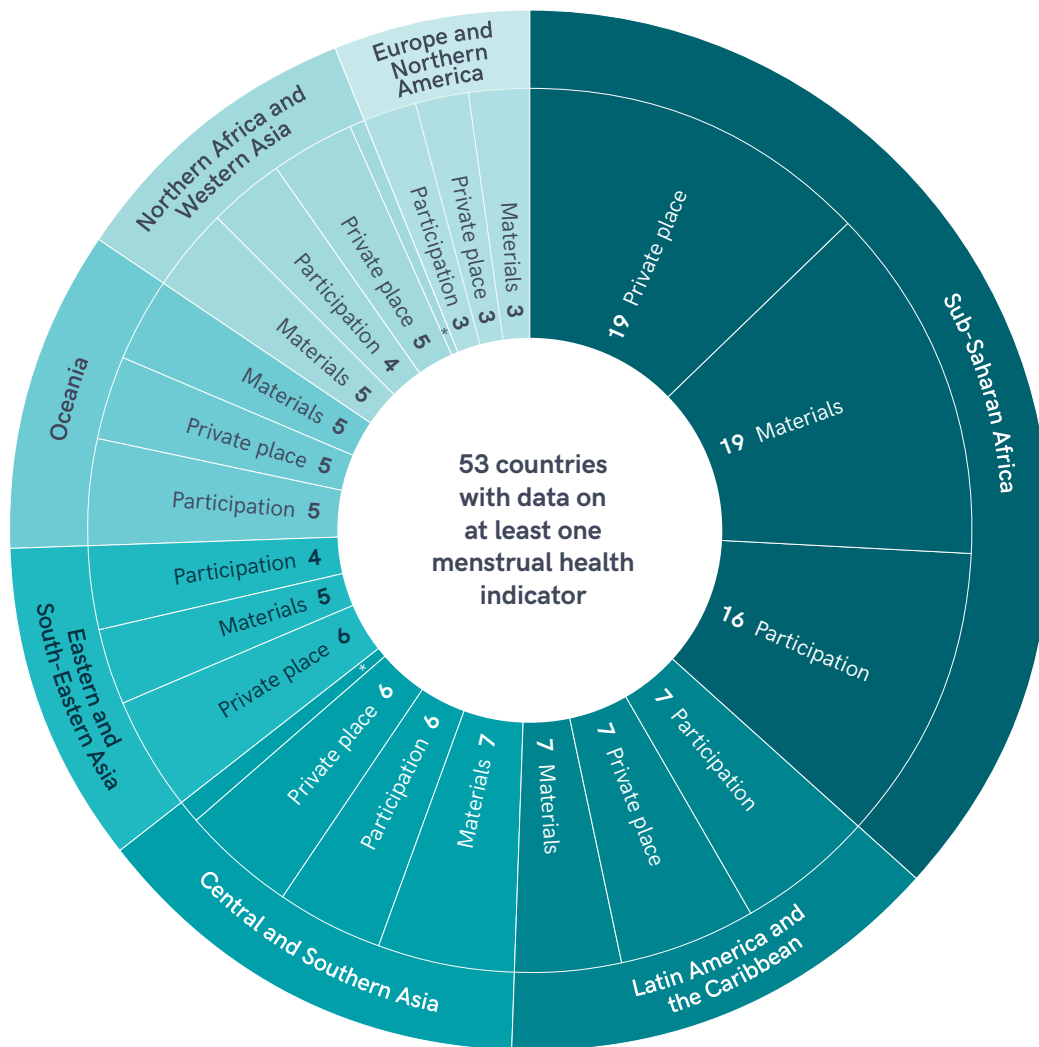 53 countries
with data on
at least one
menstrual health
indicator
Sub-Saharan Africa
19 Private place
19 Materials
16 Participation
Latin America and
the Caribbean
7 Participation
7 Private place
7 Materials
Central and Southern Asia
Materials 7
Participation 6
Private place 6
*
Eastern and
South-Eastern Asia
Private place 6
Materials 5
Participation 4
Oceania
Participation 5
Private place 5
Materials 5
Northern Africa and
Western Asia
Materials 5
Participation 4
Private place 5
*
Europe and
Northern
America
Participation 3
Private place 3
Materials 3